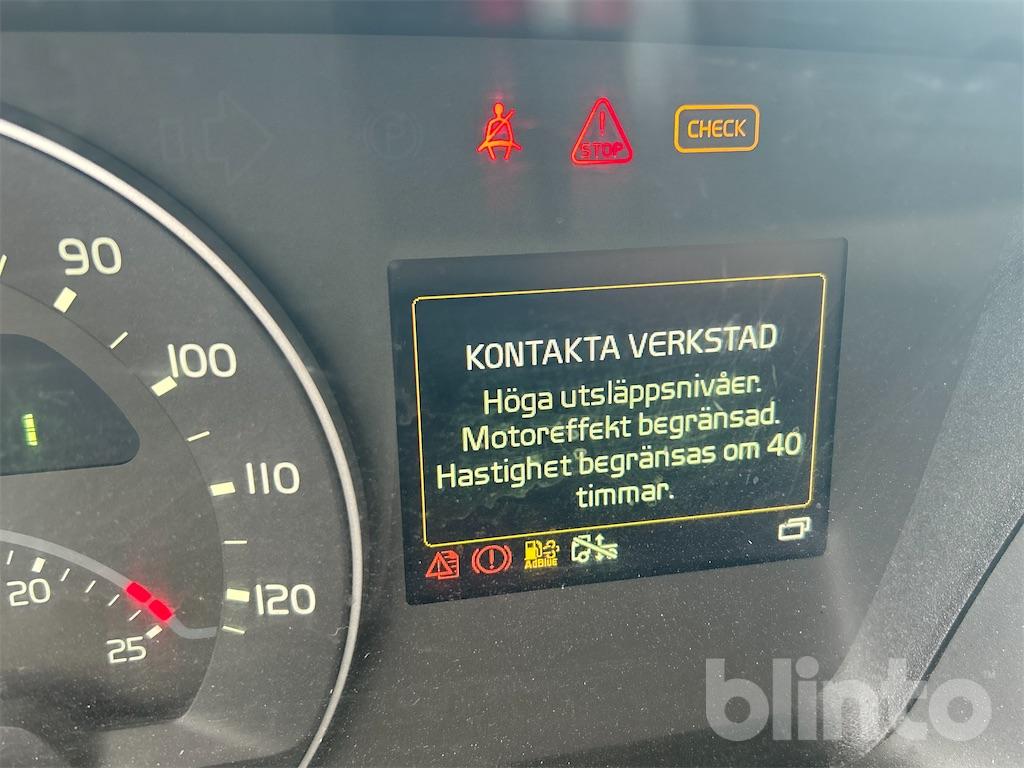 STOP
CHECK
90
100
110
120
20
25
KONTAKTA VERKSTAD
Höga utsläppsnivåer.
Motoreffekt begränsad.
Hastighet begränsas om 40
timmar.
AdBlue
blinto™